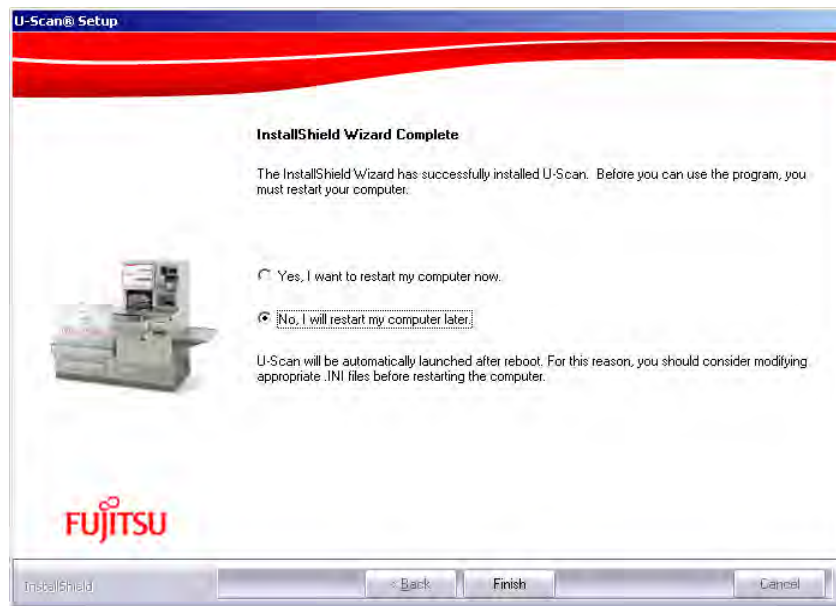 U-Scan® Setup
InstallShield Wizard Complete
The InstallShield Wizard has successfully installed U-Scan. Before you can use the program, you
must restart your computer.
Yes, I want to restart my computer now.
No, I will restart my computer later.
U-Scan will be automatically launched after reboot. For this reason, you should consider modifying
appropriate .INI files before restarting the computer.
FUJITSU
InstallShield
< Back
Finish
Cancel